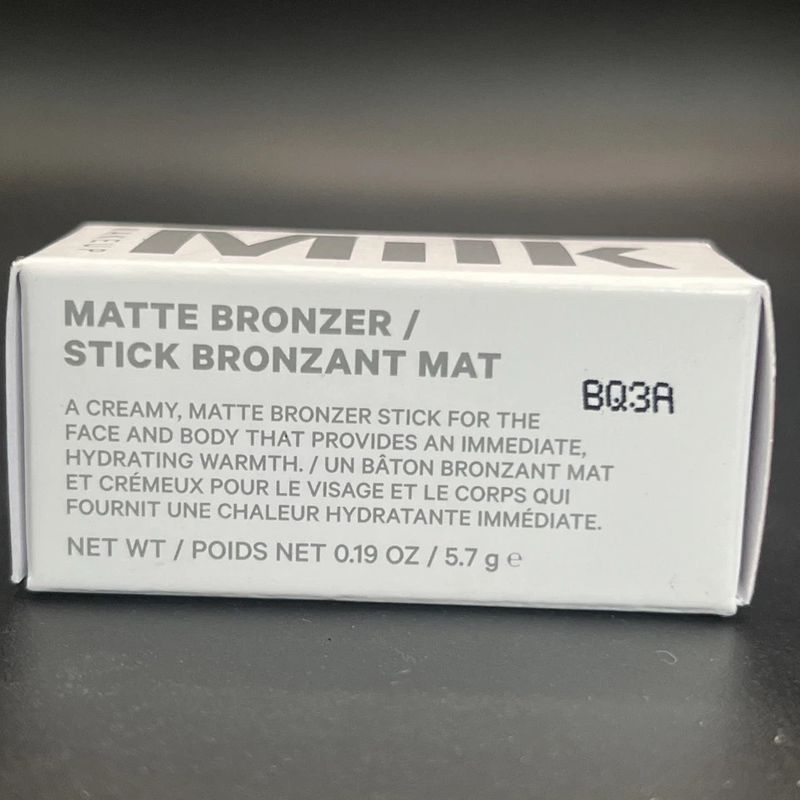 MAKEUP
Milk
MATTE BRONZER /
STICK BRONZANT MAT
BQ3A
A CREAMY, MATTE BRONZER STICK FOR THE
FACE AND BODY THAT PROVIDES AN IMMEDIATE,
HYDRATING WARMTH. / UN BÂTON BRONZANT MAT
ET CRÉMEUX POUR LE VISAGE ET LE CORPS QUI
FOURNIT UNE CHALEUR HYDRATANTE IMMÉDIATE.
NET WT / POIDS NET 0.19 OZ / 5.7 g ℮